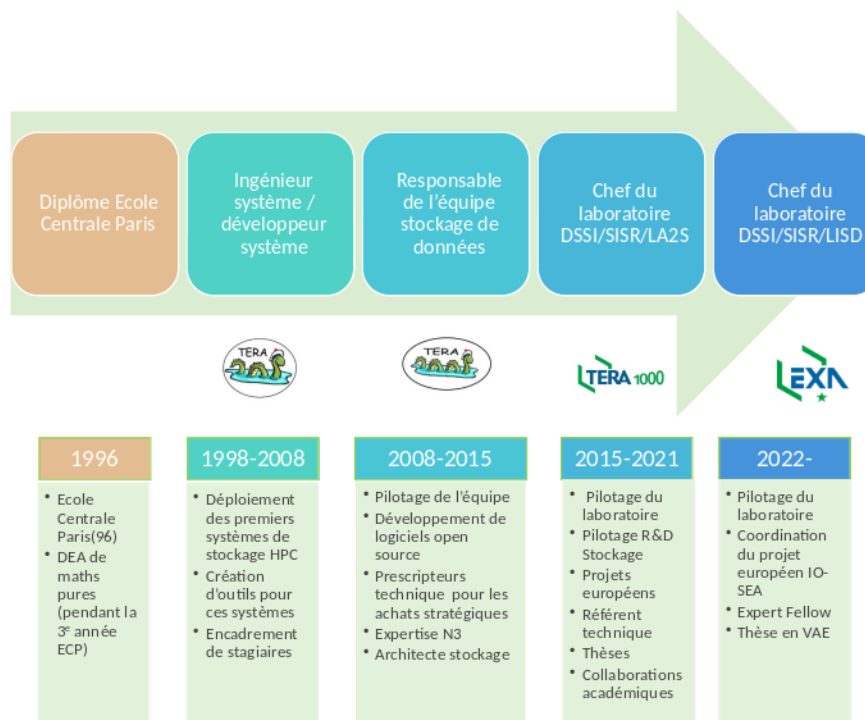 Diplôme Ecole
Centrale Paris
Ingénieur
système /
développeur
système
Responsable
de l'équipe
stockage de
données
Chef du
laboratoire
DSSI/SISR/LA2S
Chef du
laboratoire
DSSI/SISR/LISD
TERA
TERA
TERA 1000
EXA
1996
• Ecole
Centrale
Paris(96)
• DEA de
maths
pures
(pendant la
3e année
ECP)
1998-2008
• Déploiement
des premiers
systèmes de
stockage HPC
• Création
d'outils pour
ces systèmes
• Encadrement
de stagiaires
2008-2015
• Pilotage de l'équipe
• Développement de
logiciels open
source
• Prescripteurs
technique pour les
achats stratégiques
• Expertise N3
• Architecte stockage
2015-2021
• Pilotage du
laboratoire
• Pilotage R&D
Stockage
• Projets
européens
• Référent
technique
• Thèses
• Collaborations
académiques
2022-
• Pilotage du
laboratoire
• Coordination
du projet
européen IO-
SEA
• Expert Fellow
• Thèse en VAE